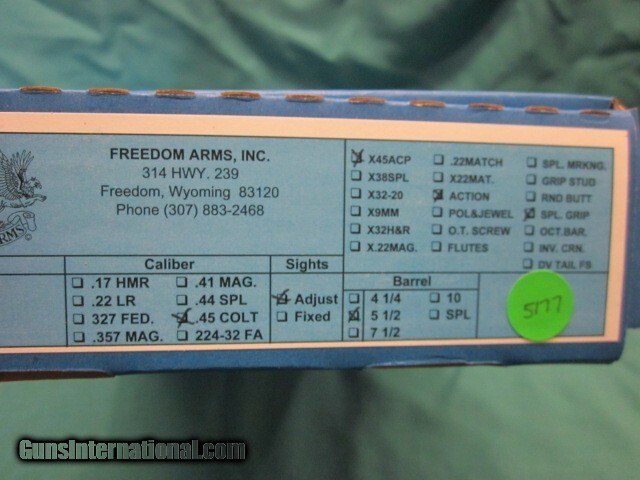 FREEDOM ARMS, INC.
314 HWY. 239
Freedom, Wyoming 83120
Phone (307) 883-2468
ARMS
X45ACP .22MATCH SPL. MRKNG.
X38SPL X22MAT. GRIP STUD
X32-20 ACTION RND BUTT
X9MM POL&JEWEL SPL. GRIP
X32H&R O.T. SCREW OCT.BAR.
X.22MAG. FLUTES INV. CRN.
DV TAIL FS
Caliber Sights Barrel
.17 HMR .41 MAG.
.22 LR .44 SPL Adjust 4 1/4 10
327 FED. .45 COLT Fixed 5 1/2 SPL
.357 MAG. 224-32 FA 7 1/2
5777
GunsInternational.com